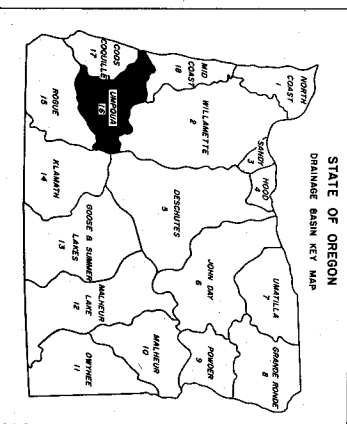 STATE OF OREGON
DRAINAGE BASIN KEY MAP
NORTH
COAST
1
WILLAMETTE
2
SANDY
3
HOOD
4
DESCHUTES
5
JOHN DAY
6
UMATILLA
7
GRANDE RONDE
8
POWDER
9
MALHEUR
10
OWYHEE
11
MALHEUR
LAKE
12
GOOSE & SUMMER
LAKES
13
KLAMATH
14
ROGUE
15
UMPQUA
16
COOS
COQUILLE
17
MID
COAST
18